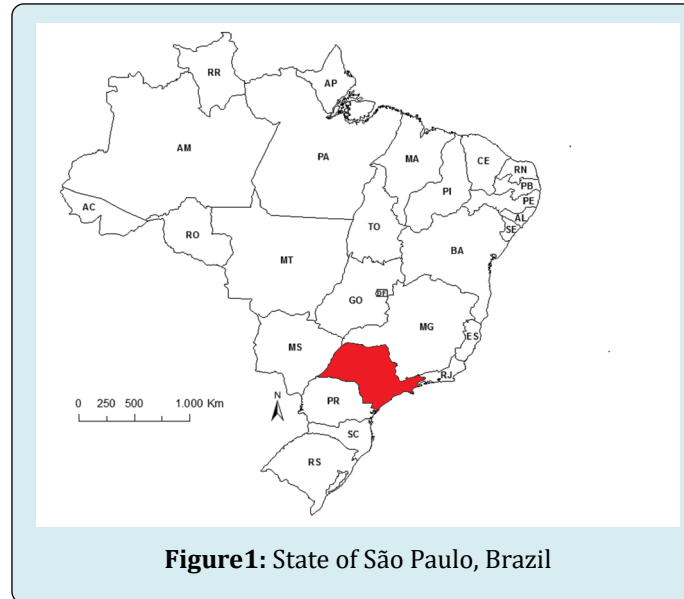 RR
AP
AM
PA
MA
CE
RN
PB
PE
PI
AL
SE
AC
TO
RO
BA
MT
GO
DF
MG
ES
MS
RJ
N
PR
0 250 500 1.000 Km
SC
RS
Figure1: State of São Paulo, Brazil